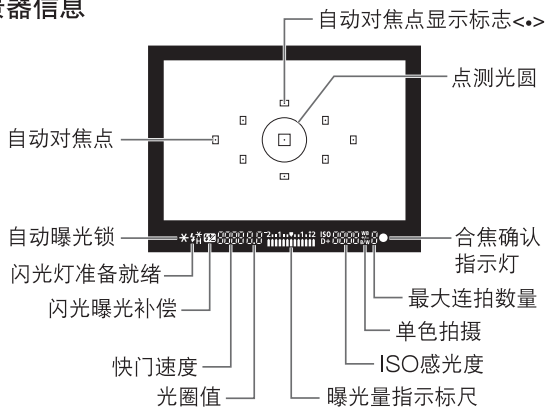 景器信息
自动对焦点显示标志<•>
点测光圆
自动对焦点
自动曝光锁
合焦确认
指示灯
闪光灯准备就绪
最大连拍数量
闪光曝光补偿
单色拍摄
快门速度
ISO感光度
光圈值
曝光量指示标尺